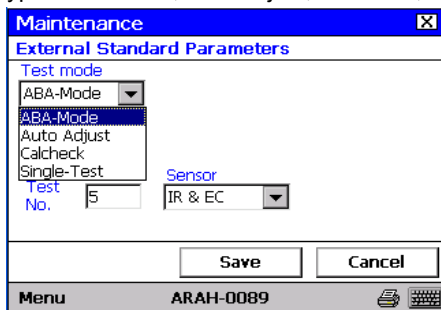 Maintenance
External Standard Parameters
Test mode
ABA-Mode
ABA-Mode
Auto Adjust
Calcheck
Single-Test
Test No.
5
Sensor
IR & EC
Save
Cancel
Menu
ARAH-0089